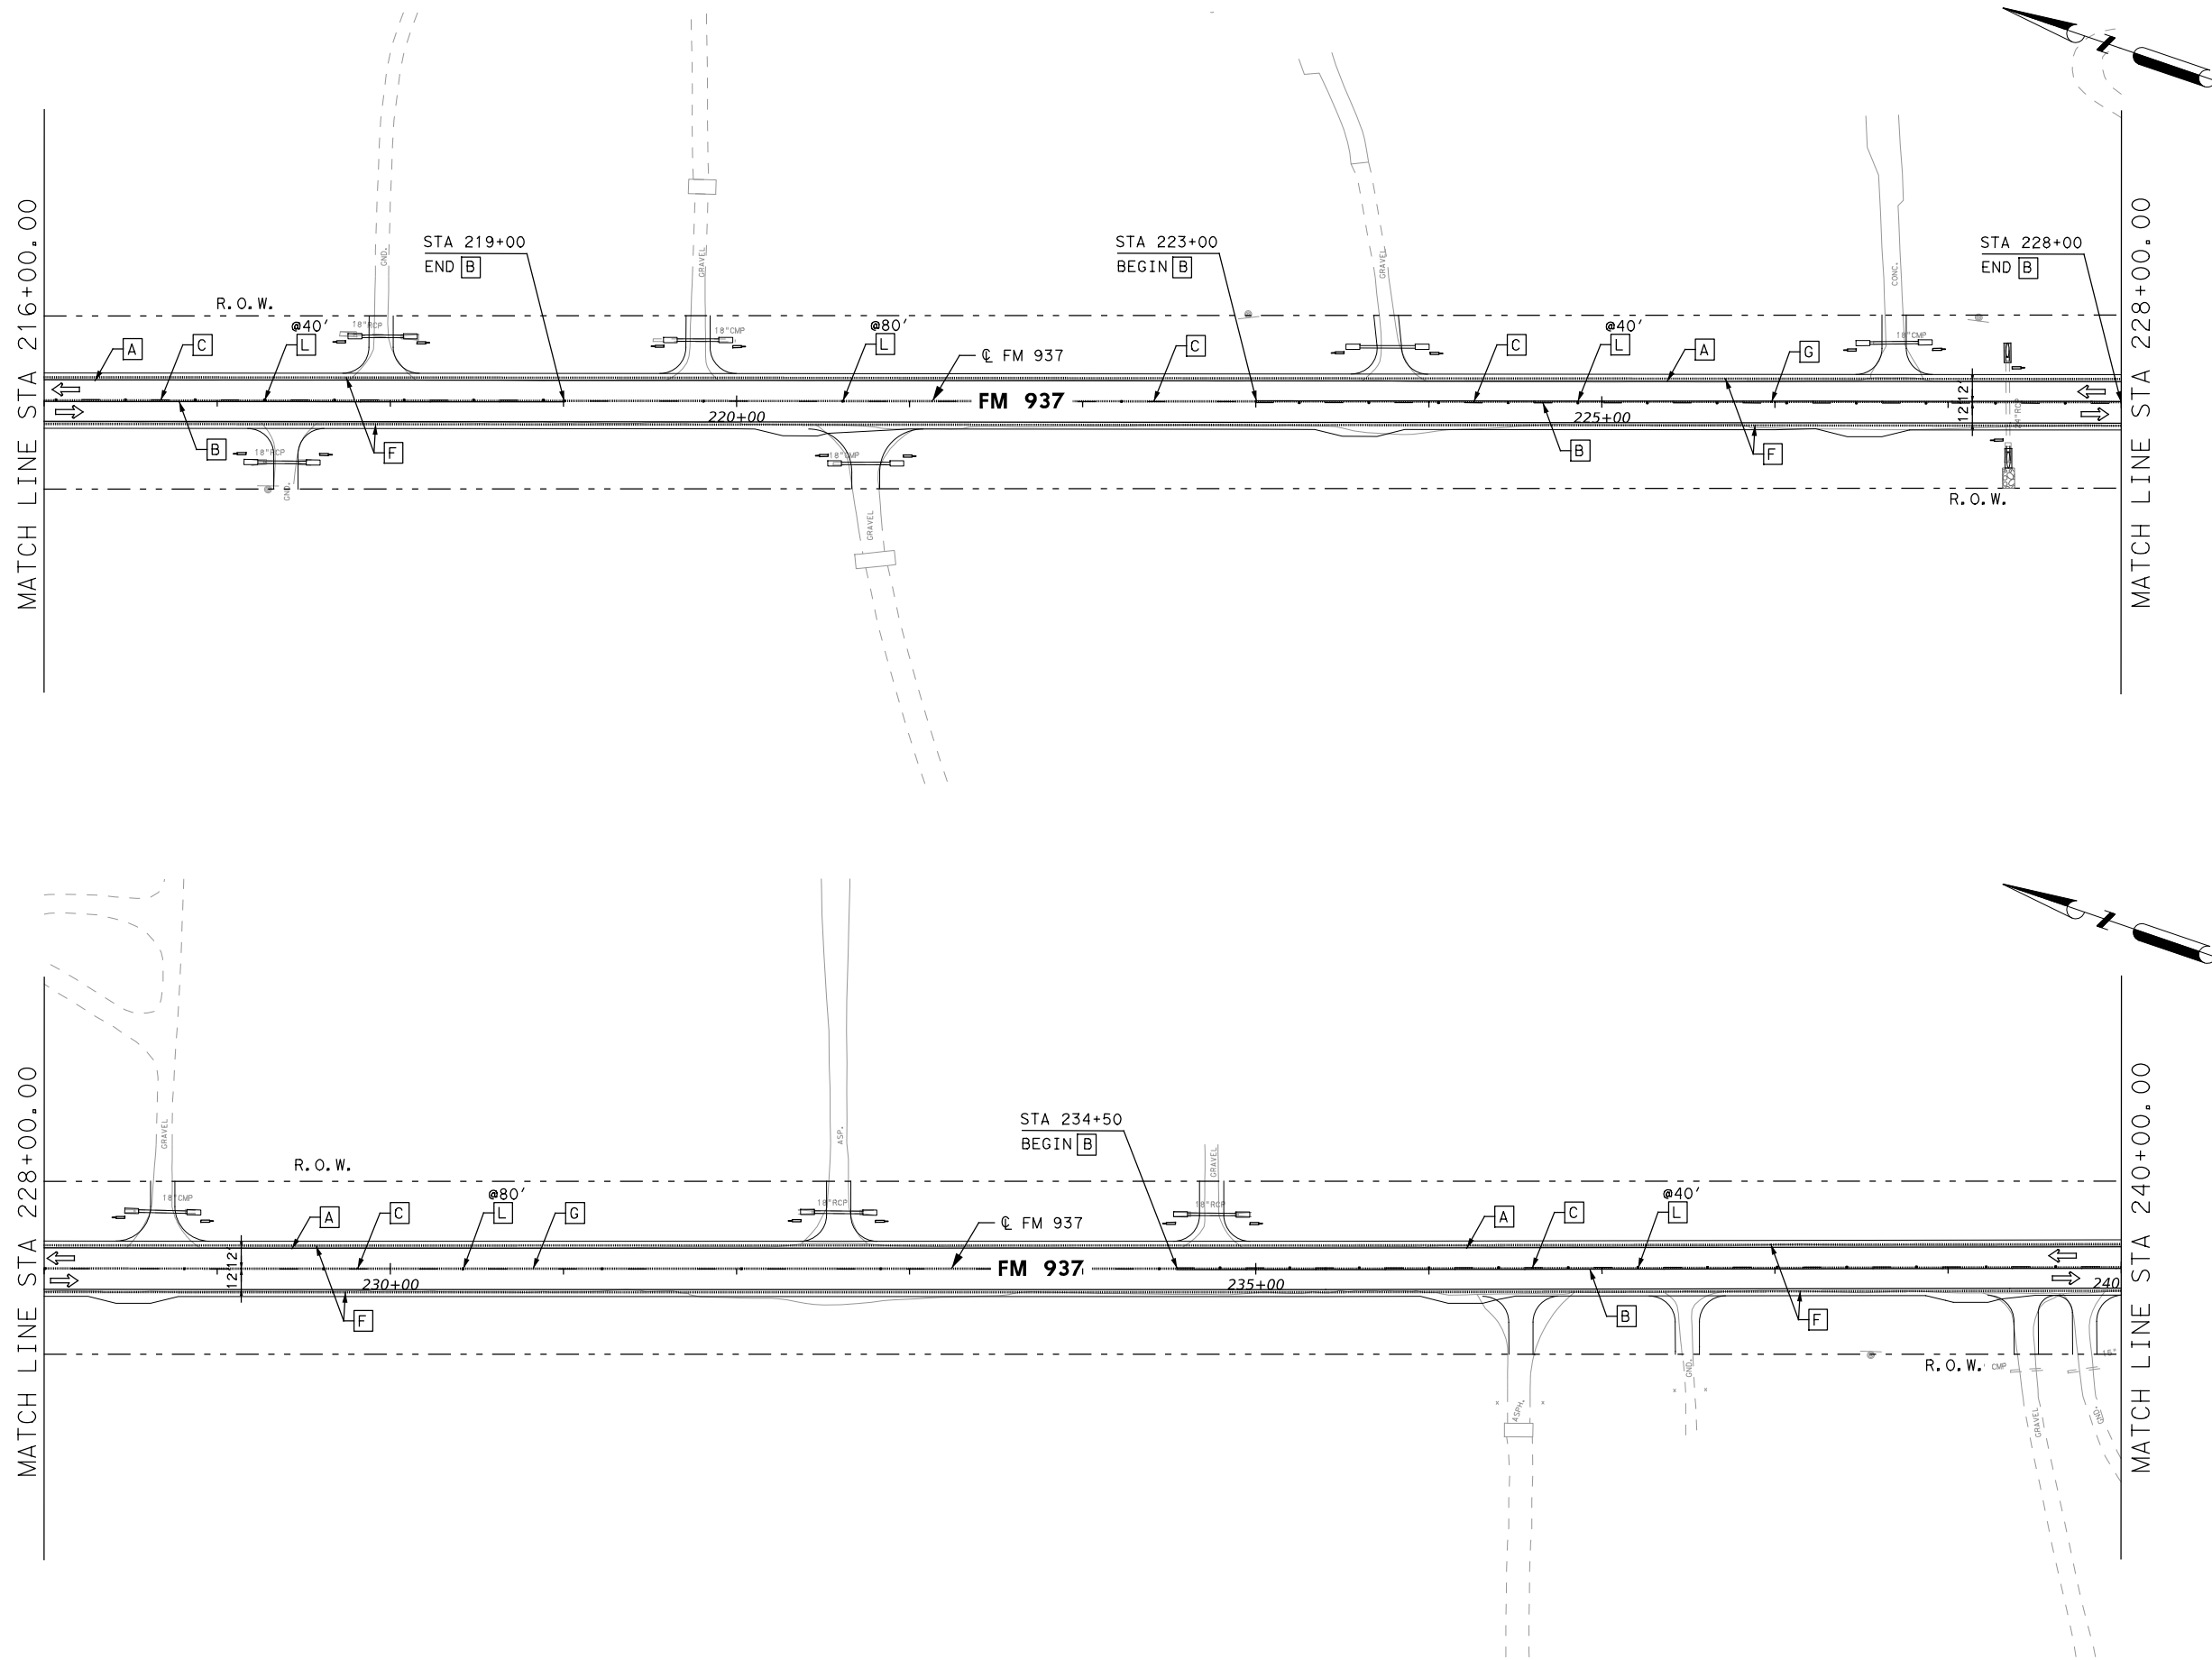 STA 219+00
END B
STA 223+00
BEGIN B
STA 228+00
END B
MATCH LINE STA 216+00.00
MATCH LINE STA 228+00.00
GND.
GRAVEL
GRAVEL
CONC.
R.O.W.
18"RCP
18"CMP
18"CMP
@40'
@80'
@40'
A
C
L
L
℄ FM 937
C
C
L
A
G
FM 937
12' 12'
220+00
225+00
B
F
B
F
18"RCP
18"CMP
GND.
GRAVEL
R.O.W.
MATCH LINE STA 228+00.00
MATCH LINE STA 240+00.00
STA 234+50
BEGIN B
GRAVEL
ASP.
GRAVEL
R.O.W.
18"CMP
18"RCP
18"RCP
@80'
@40'
A
C
L
G
℄ FM 937
A
C
L
FM 937
12' 12'
230+00
235+00
240
F
B
F
R.O.W.
CMP
15"
GND.
ASPH.
GRAVEL
GND.